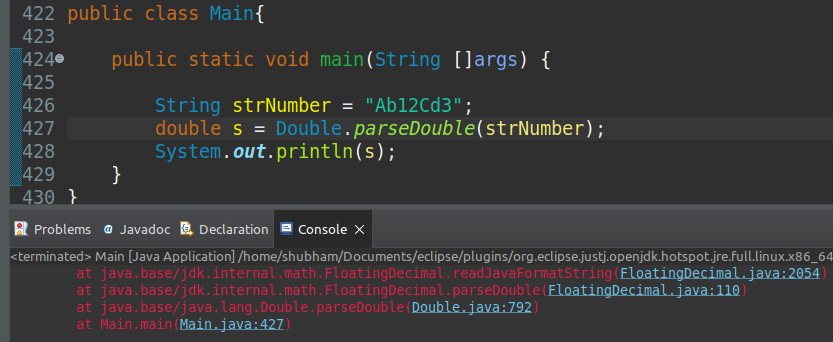 422 public class Main{
423
424 public static void main(String []args) {
425
426 String strNumber = "Ab12Cd3";
427 double s = Double.parseDouble(strNumber);
428 System.out.println(s);
429 }
430 }
Problems @ Javadoc Declaration Console
<terminated> Main [Java Application] /home/shubham/Documents/eclipse/plugins/org.eclipse.justj.openjdk.hotspot.jre.full.linux.x86_64
at java.base/jdk.internal.math.FloatingDecimal.readJavaFormatString(FloatingDecimal.java:2054)
at java.base/jdk.internal.math.FloatingDecimal.parseDouble(FloatingDecimal.java:110)
at java.base/java.lang.Double.parseDouble(Double.java:792)
at Main.main(Main.java:427)